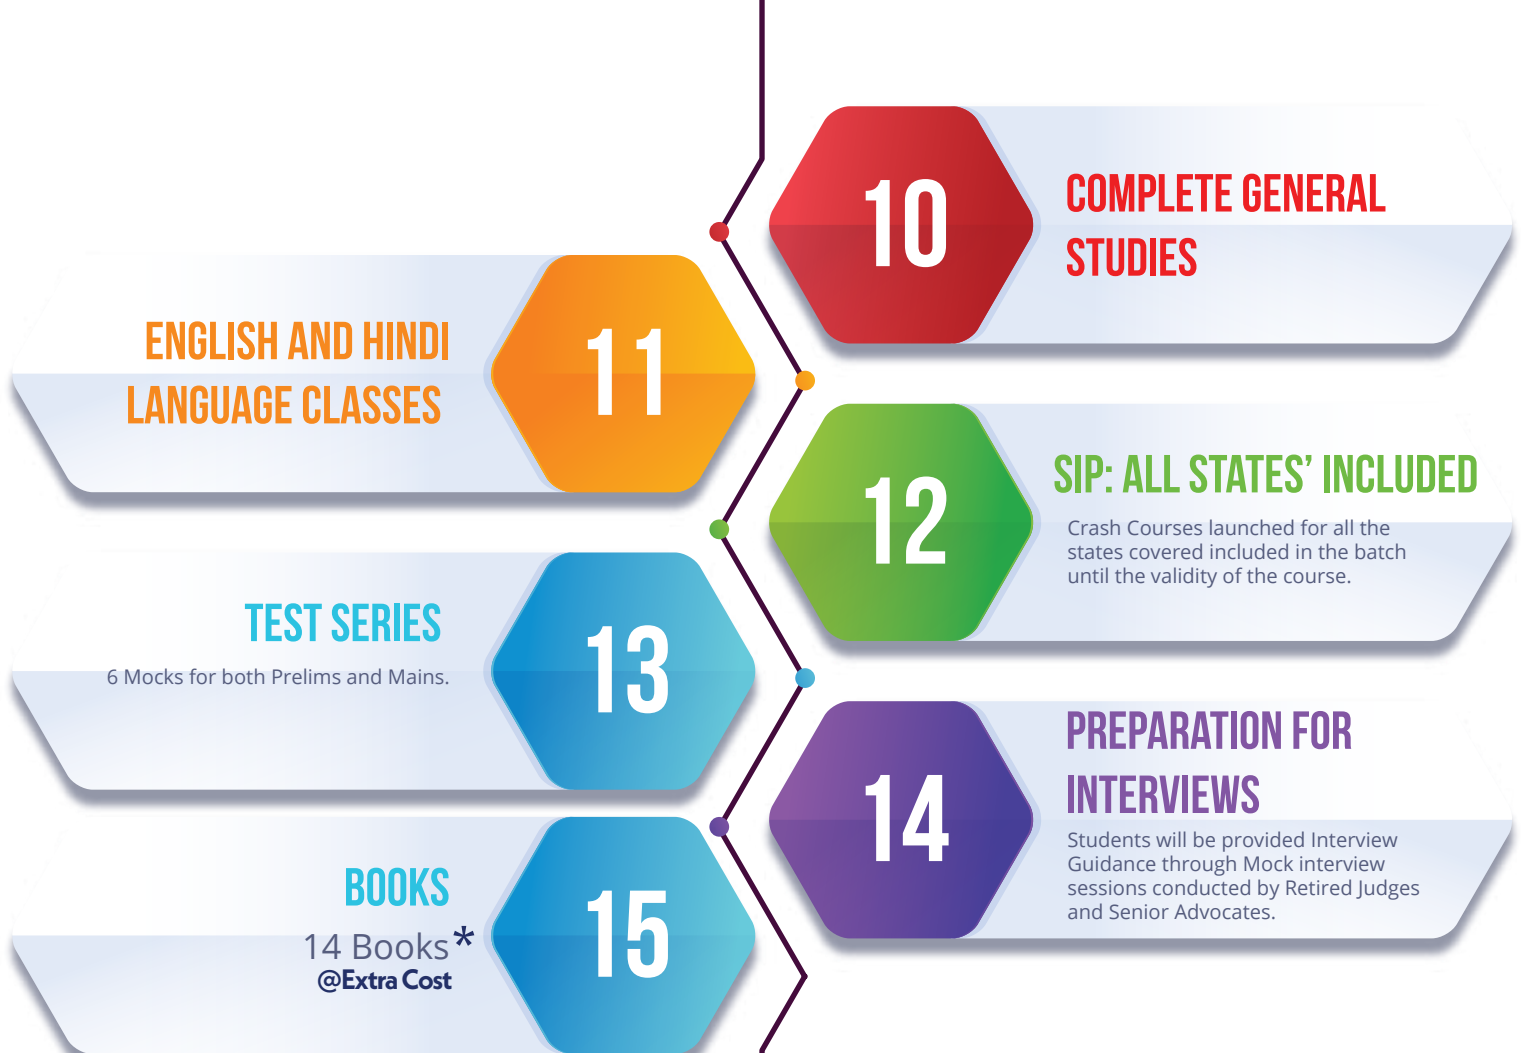 10
COMPLETE GENERAL
STUDIES
11
ENGLISH AND HINDI
LANGUAGE CLASSES
12
SIP: ALL STATES’ INCLUDED
Crash Courses launched for all the
states covered included in the batch
until the validity of the course.
13
TEST SERIES
6 Mocks for both Prelims and Mains.
14
PREPARATION FOR
INTERVIEWS
Students will be provided Interview
Guidance through Mock interview
sessions conducted by Retired Judges
and Senior Advocates.
15
BOOKS
14 Books*
@Extra Cost